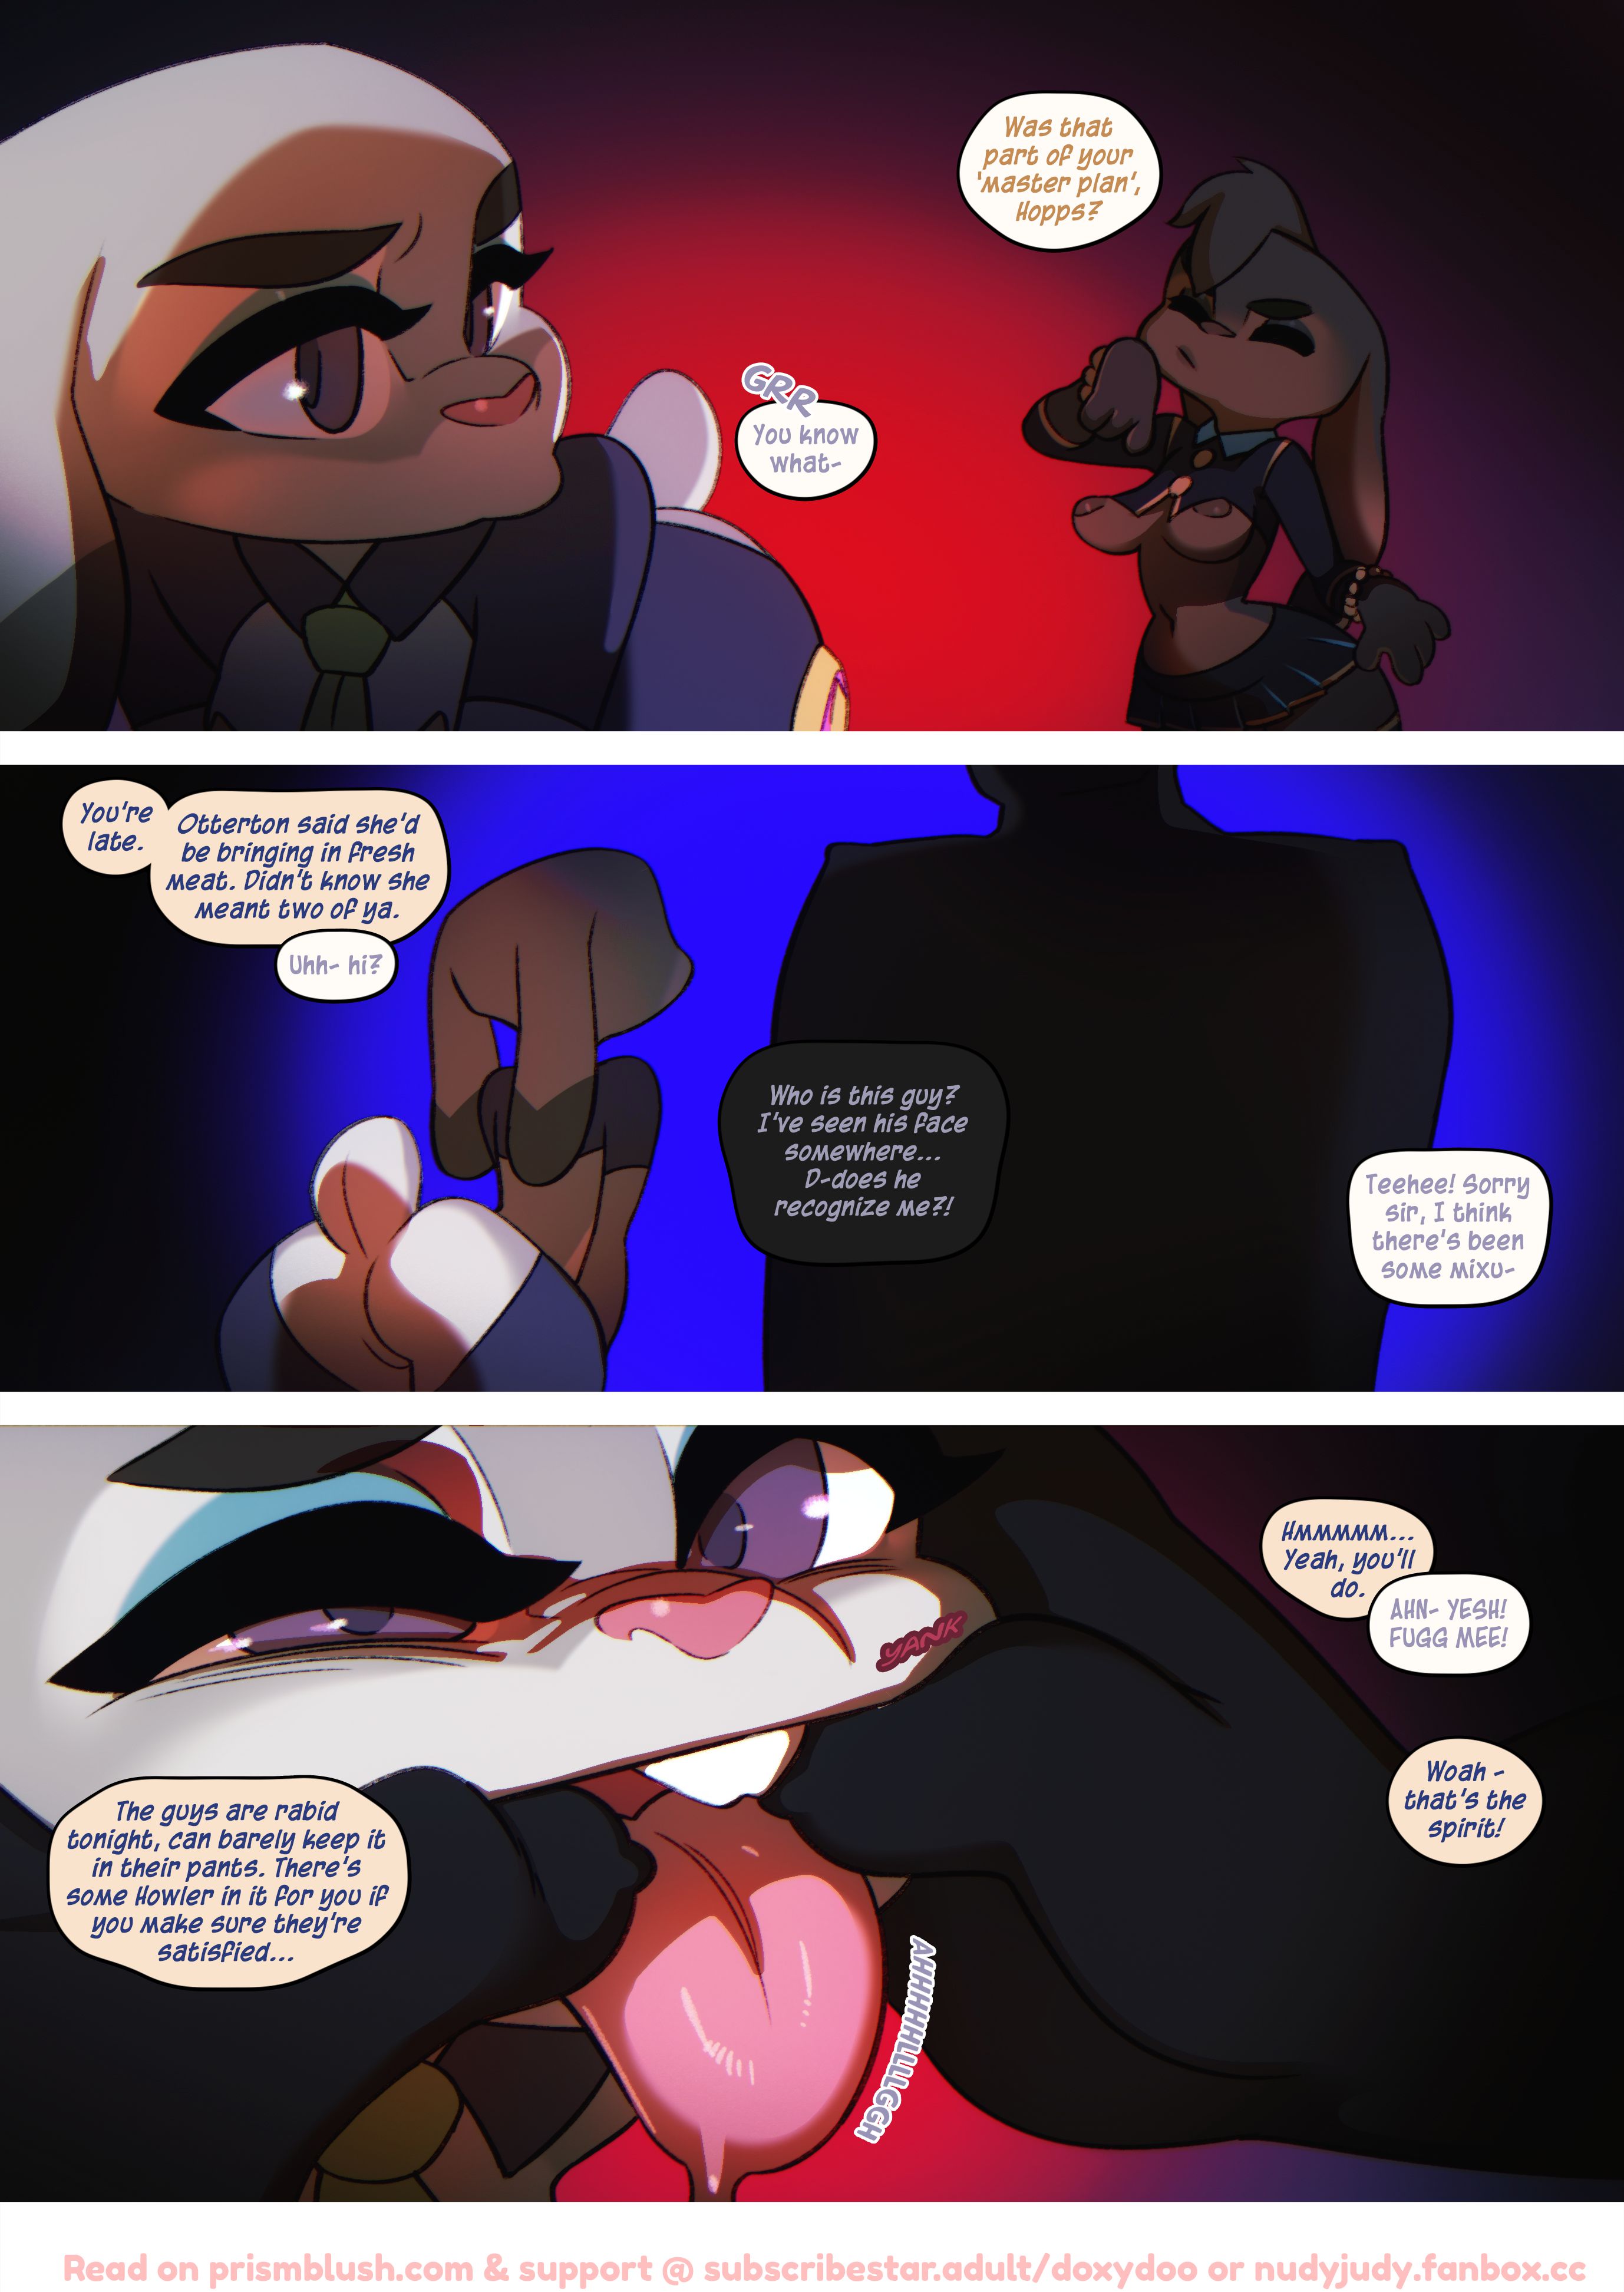 Was that
part of your
'master plan',
Hopps?
GRR
You know
what-
You're
late.
Otterton said she'd
be bringing in fresh
meat. Didn't know she
meant two of ya.
Uhh- hi?
Who is this guy?
I've seen his face
somewhere...
D-does he
recognize me?!
Teehee! Sorry
sir, I think
there's been
some mixu-
Hmmmmm...
Yeah, you'll
do.
AHN- YESH!
FUGG MEE!
YANK
Woah -
that's the
spirit!
The guys are rabid
tonight, can barely keep it
in their pants. There's
some Howler in it for you if
you make sure they're
satisfied...
AHHHHHLLLGGH
Read on prismblush.com & support @ subscribestar.adult/doxydoo or nudyjudy.fanbox.cc